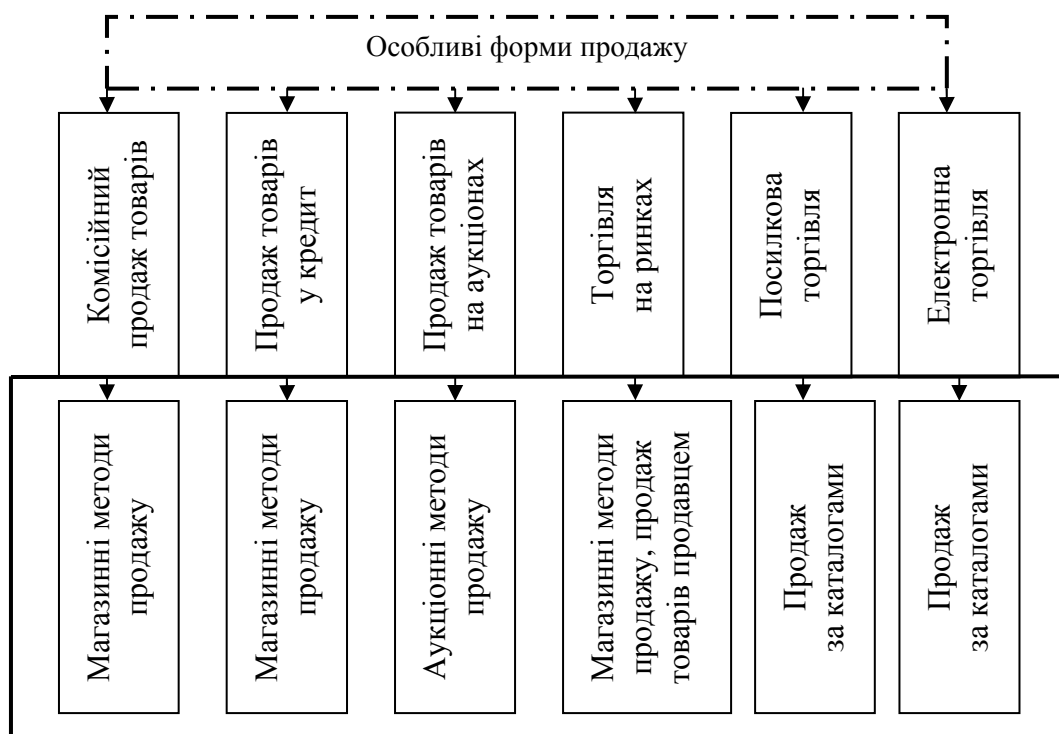 Особливі форми продажу
Комісійний
продаж товарів
Продаж товарів
у кредит
Продаж товарів
на аукціонах
Торгівля
на ринках
Посилкова
торгівля
Електронна
торгівля
Магазинні методи
продажу
Магазинні методи
продажу
Аукціонні методи
продажу
Магазинні методи
продажу, продаж
товарів продавцем
Продаж
за каталогами
Продаж
за каталогами